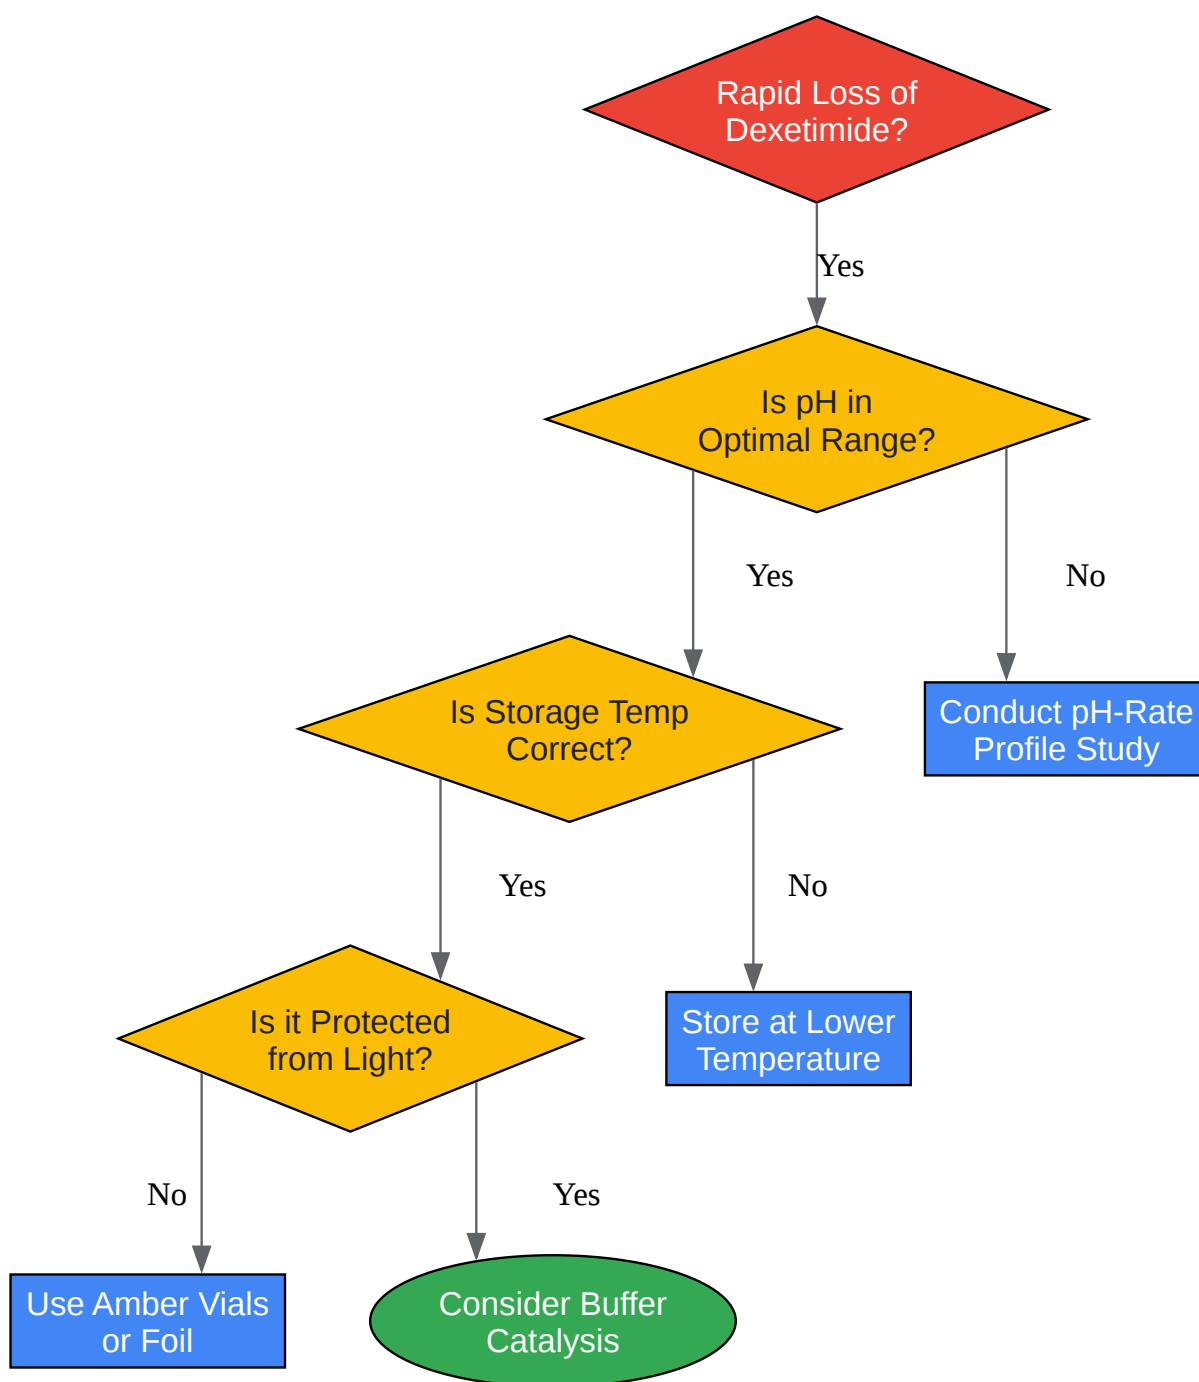 Rapid Loss of
Dexetimide?
Yes
Is pH in
Optimal Range?
Yes
No
Is Storage Temp
Correct?
Conduct pH-Rate
Profile Study
Yes
No
Is it Protected
from Light?
Store at Lower
Temperature
No
Yes
Use Amber Vials
or Foil
Consider Buffer
Catalysis